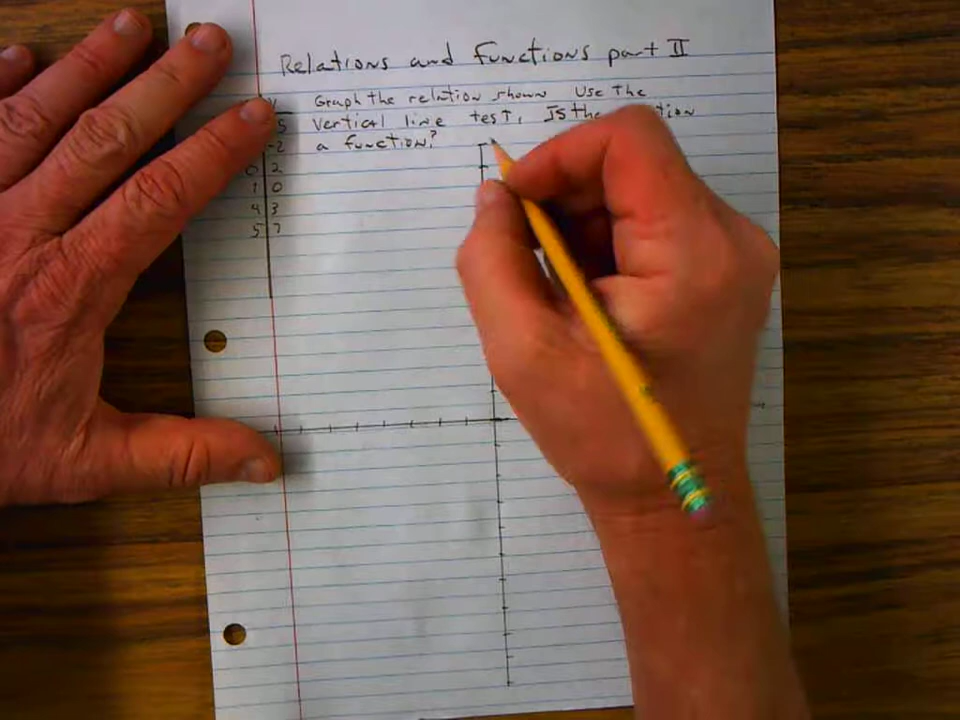 Relations and Functions part II
y Graph the relation shown Use the
5 vertical line test. Is the
-2 a function?
0 2
1 0
4 3
5 7